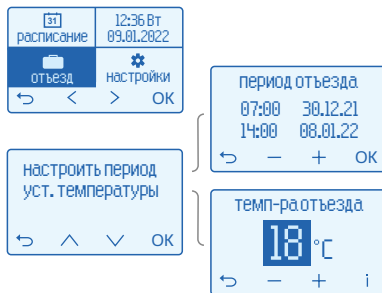 31
расписание
12:36 Вт
09.01.2022
отъезд
настройки
< > OK
настроить период
уст. температуры
OK
период отъезда
07:00 30.12.21
14:00 08.01.22
− + OK
темп-ра отъезда
18 °C
− + i